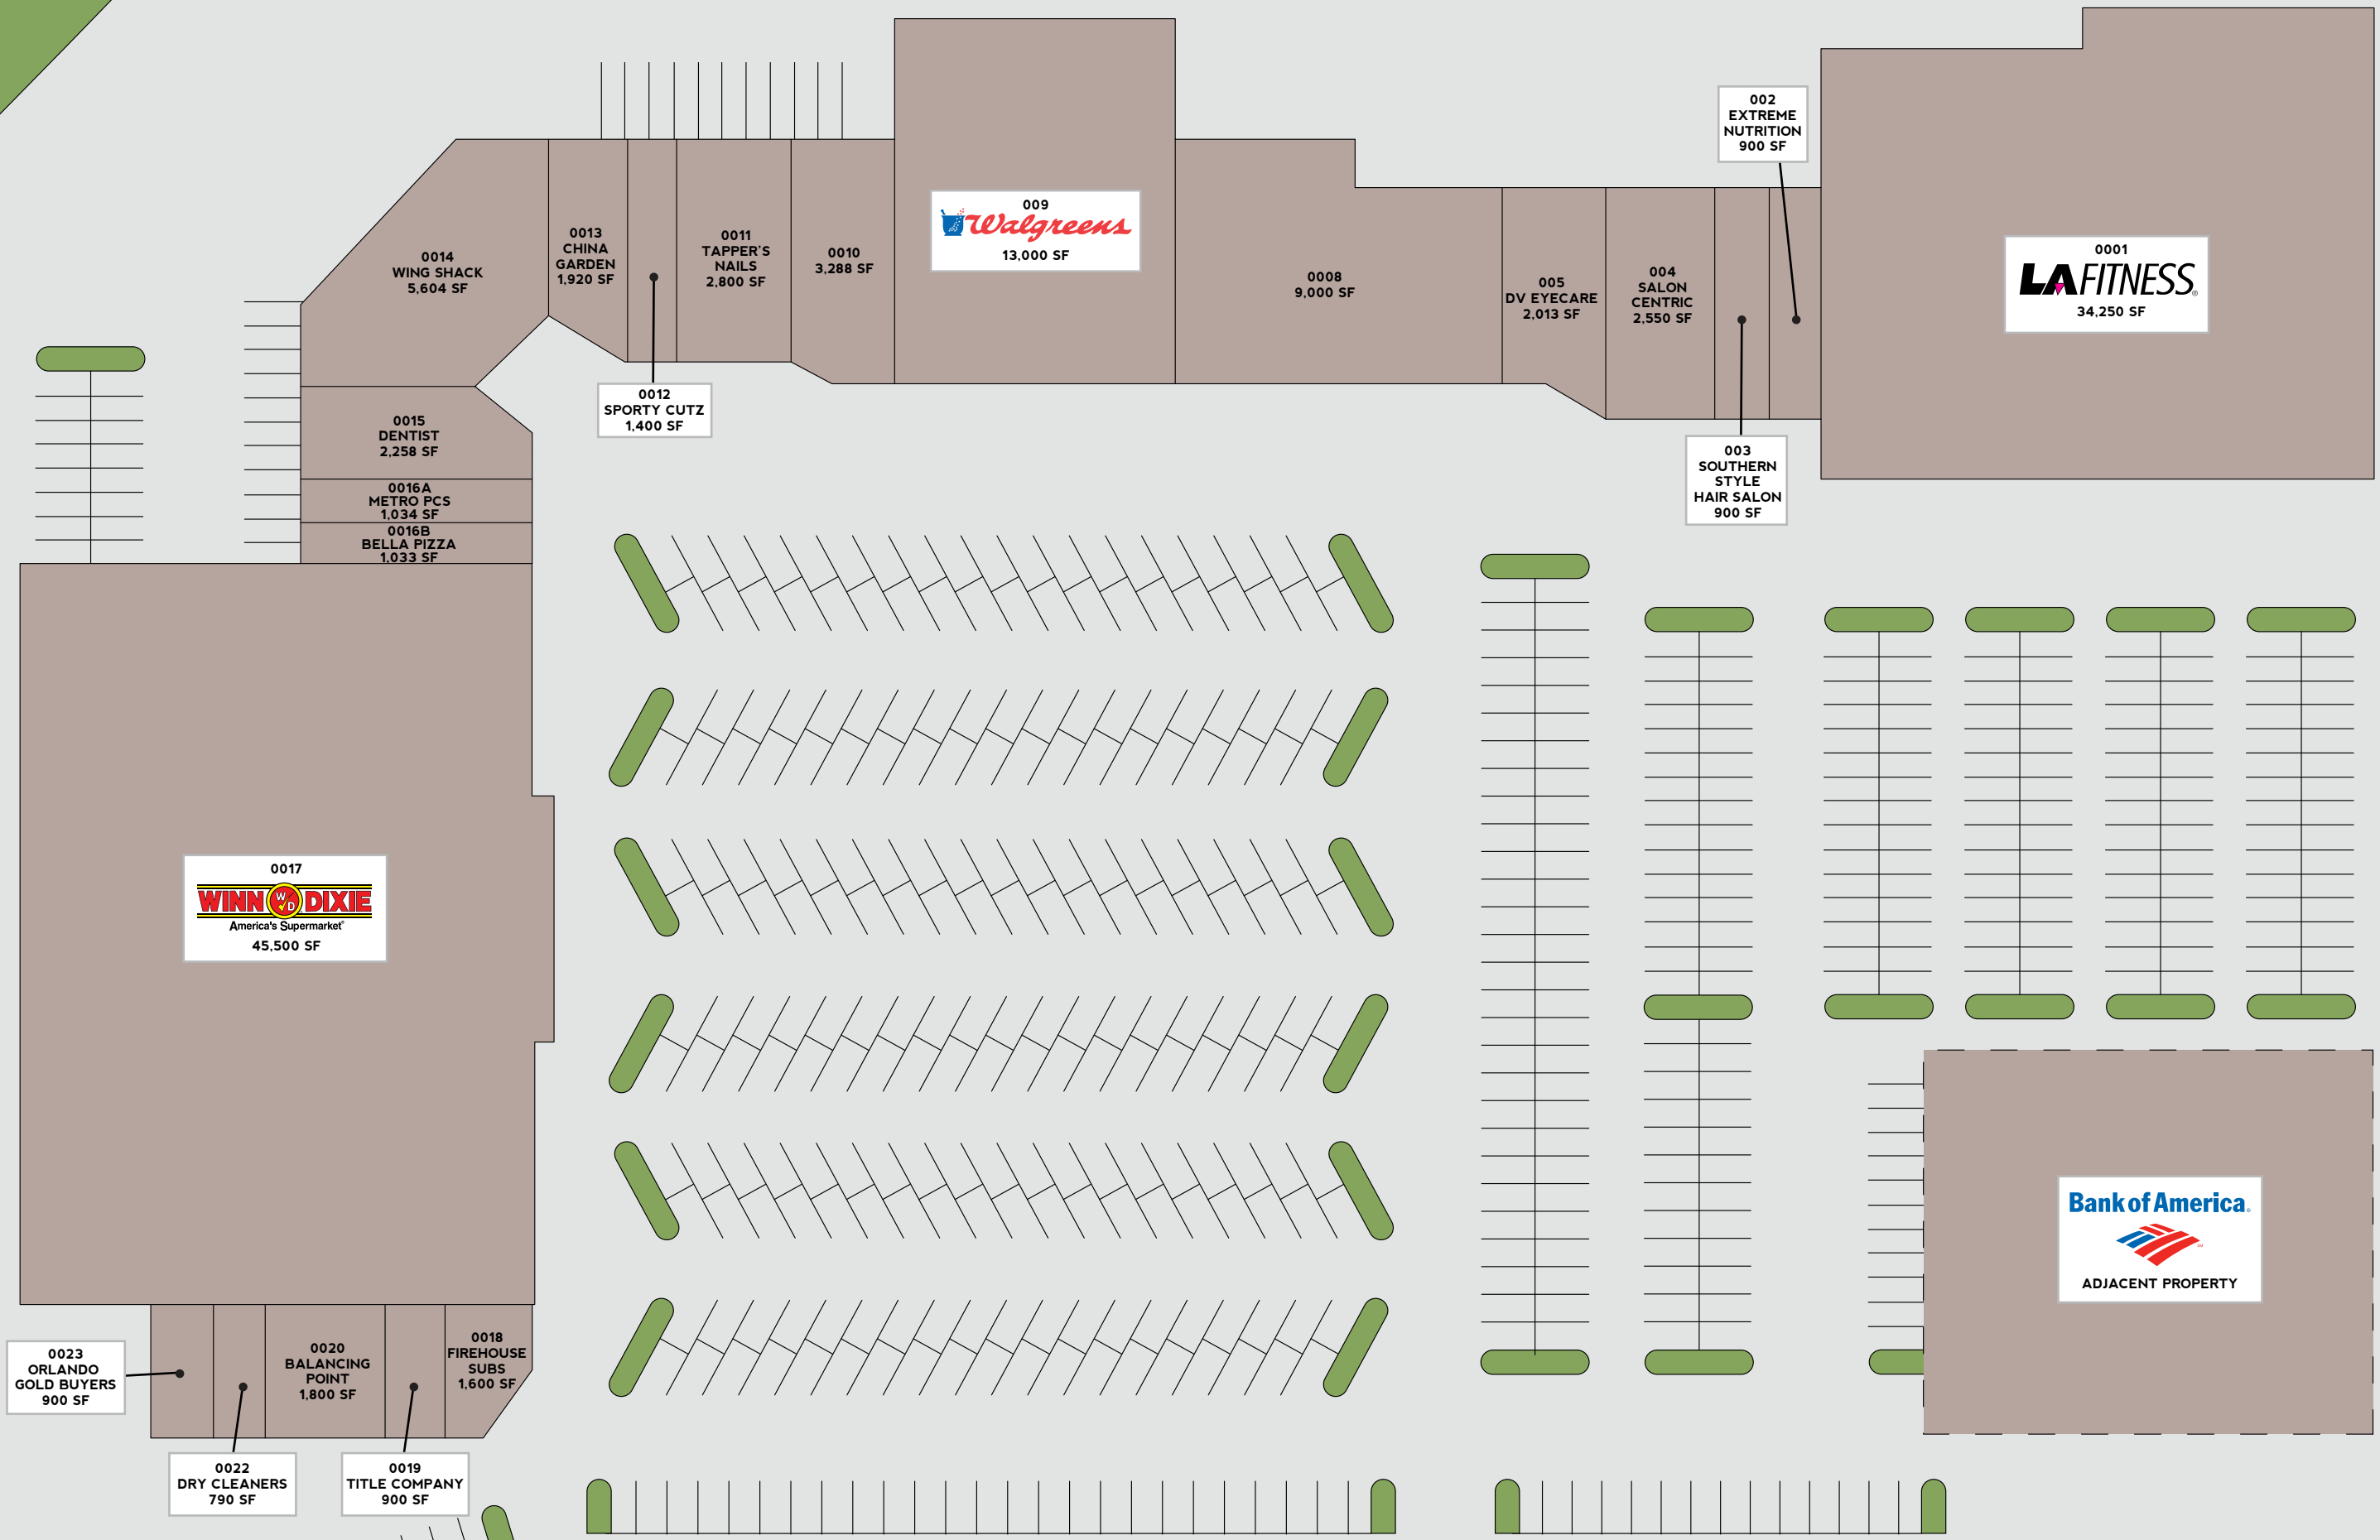 002
EXTREME
NUTRITION
900 SF
009
Walgreens
13,000 SF
0001
LA FITNESS®
34,250 SF
0014
WING SHACK
5,604 SF
0013
CHINA
GARDEN
1,920 SF
0011
TAPPER'S
NAILS
2,800 SF
0010
3,288 SF
0008
9,000 SF
005
DV EYECARE
2,013 SF
004
SALON
CENTRIC
2,550 SF
0012
SPORTY CUTZ
1,400 SF
003
SOUTHERN
STYLE
HAIR SALON
900 SF
0015
DENTIST
2,258 SF
0016A
METRO PCS
1,034 SF
0016B
BELLA PIZZA
1,033 SF
0017
WINN W D DIXIE
America's Supermarket®
45,500 SF
Bank of America
ADJACENT PROPERTY
0018
FIREHOUSE
SUBS
1,600 SF
0020
BALANCING
POINT
1,800 SF
0023
ORLANDO
GOLD BUYERS
900 SF
0022
DRY CLEANERS
790 SF
0019
TITLE COMPANY
900 SF